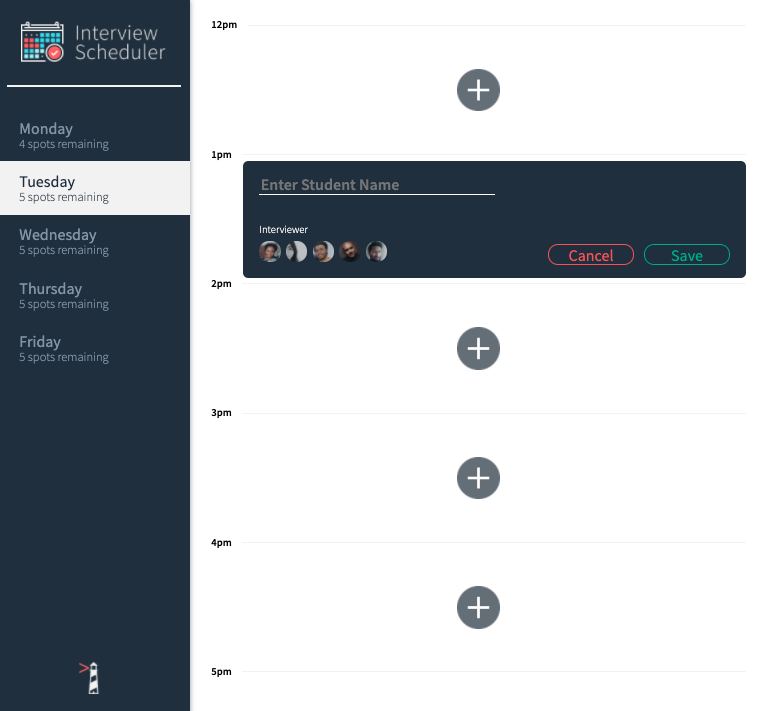 Interview
Scheduler
Monday
4 spots remaining
Tuesday
5 spots remaining
Wednesday
5 spots remaining
Thursday
5 spots remaining
Friday
5 spots remaining
12pm
1pm
Enter Student Name
Interviewer
Cancel
Save
2pm
3pm
4pm
5pm